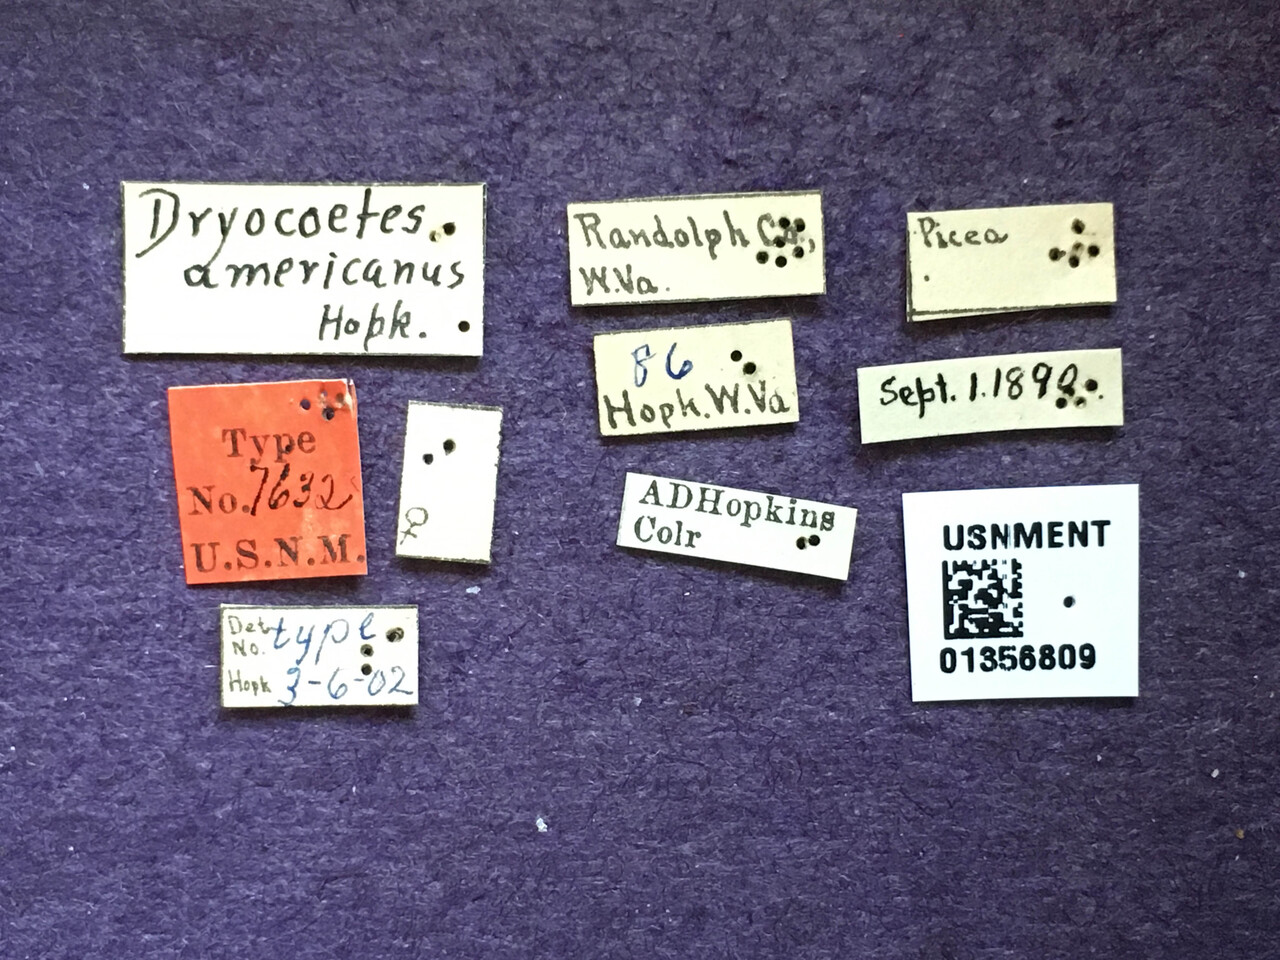 Dryocoetes
americanus
Hopk.
Type
No. 7632
U.S.N.M.
♀
Det. type
No.
Hopk 3-6-02
Randolph Co.,
W.Va.
86
Hopk. W. Va
ADHopkins
Colr
Picea
Sept. 1. 1892.
USNMENT
01356809